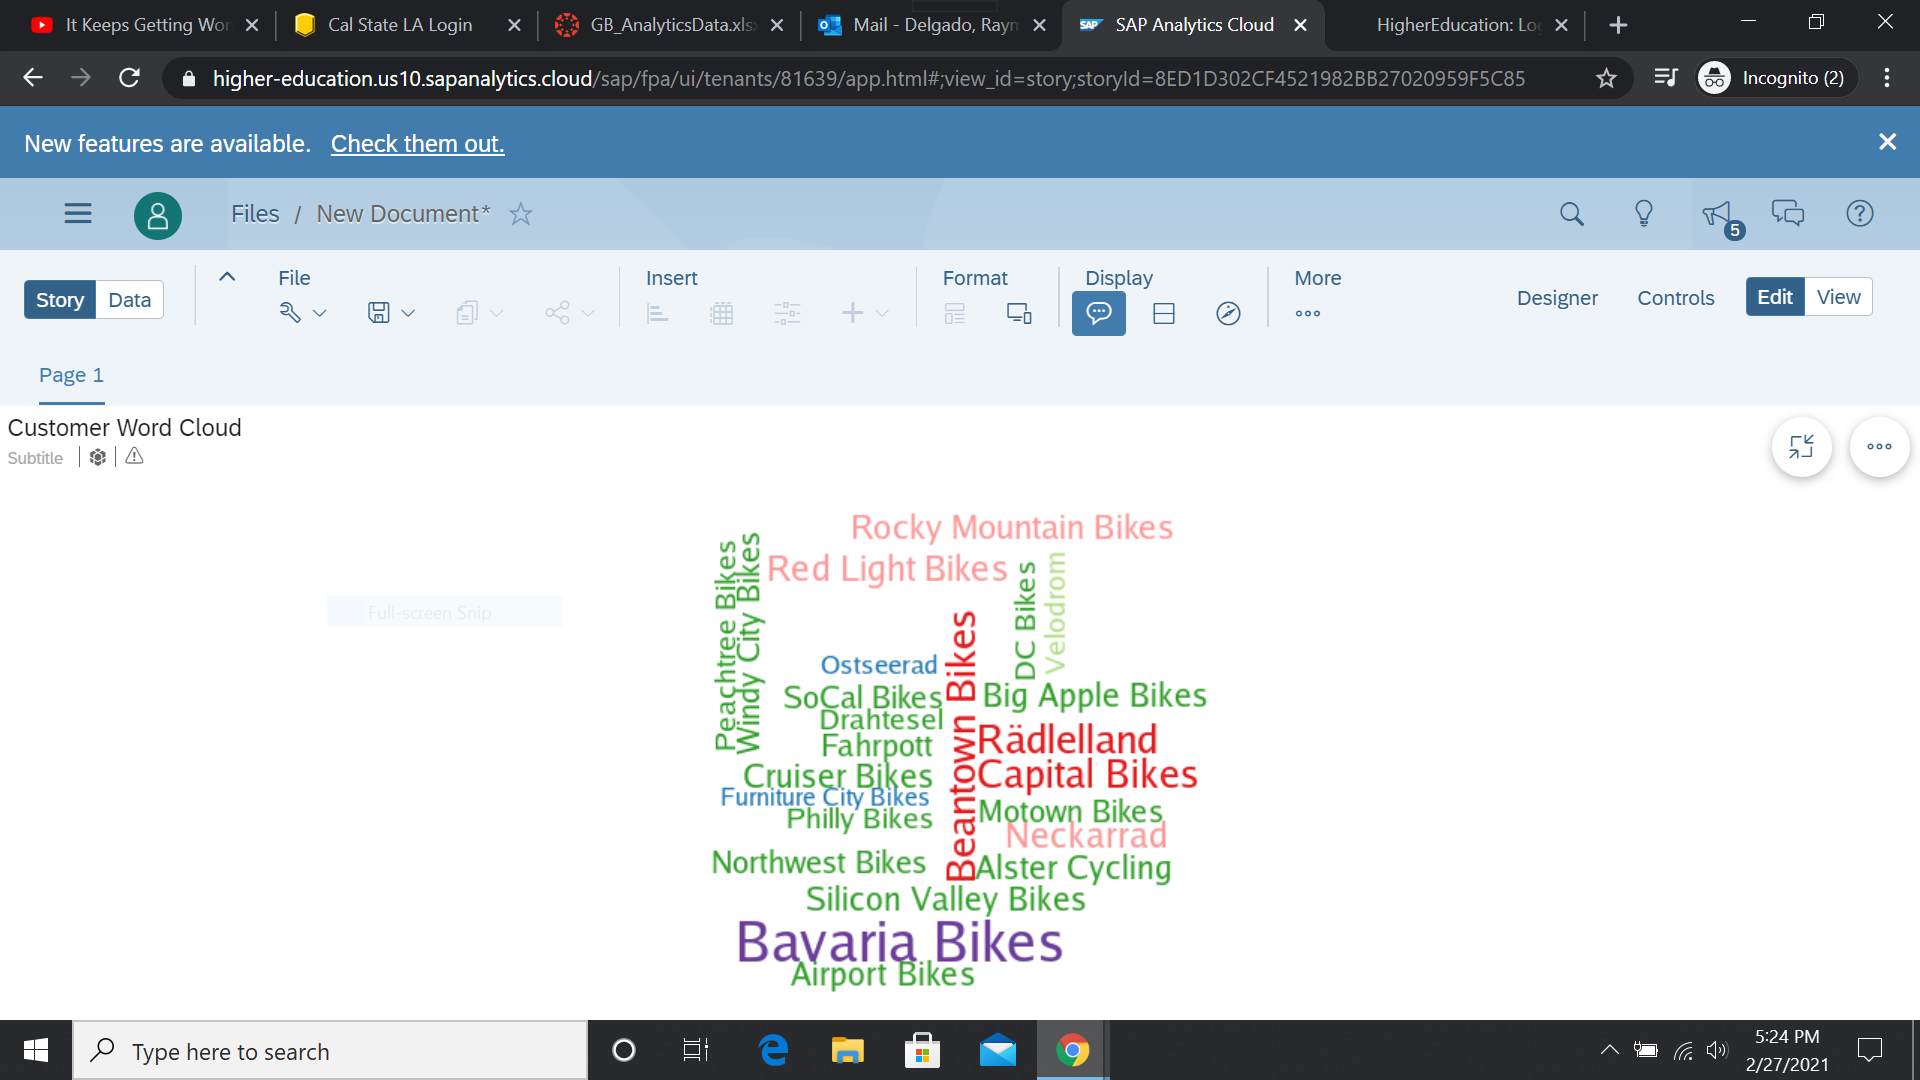 It Keeps Getting Wor
Cal State LA Login
GB_AnalyticsData.xlsx
Mail - Delgado, Raym
SAP Analytics Cloud
HigherEducation: Log
higher-education.us10.sapanalytics.cloud/sap/fpa/ui/tenants/81639/app.html#;view_id=story;storyId=8ED1D302CF4521982BB27020959F5C85
Incognito (2)
New features are available. Check them out.
Files / New Document*
5
File
Insert
Format
Display
More
Story
Data
Designer
Controls
Edit
View
Page 1
Customer Word Cloud
Subtitle
Rocky Mountain Bikes
Red Light Bikes
Peachtree Bikes
Windy City Bikes
DC Bikes
Velodrom
Full-screen Snip
Beantown Bikes
Ostseerad
SoCal Bikes
Big Apple Bikes
Drahtesel
Fahrpott
Rädlelland
Cruiser Bikes
Capital Bikes
Furniture City Bikes
Philly Bikes
Motown Bikes
Neckarrad
Northwest Bikes
Alster Cycling
Silicon Valley Bikes
Bavaria Bikes
Airport Bikes
Type here to search
5:24 PM
2/27/2021